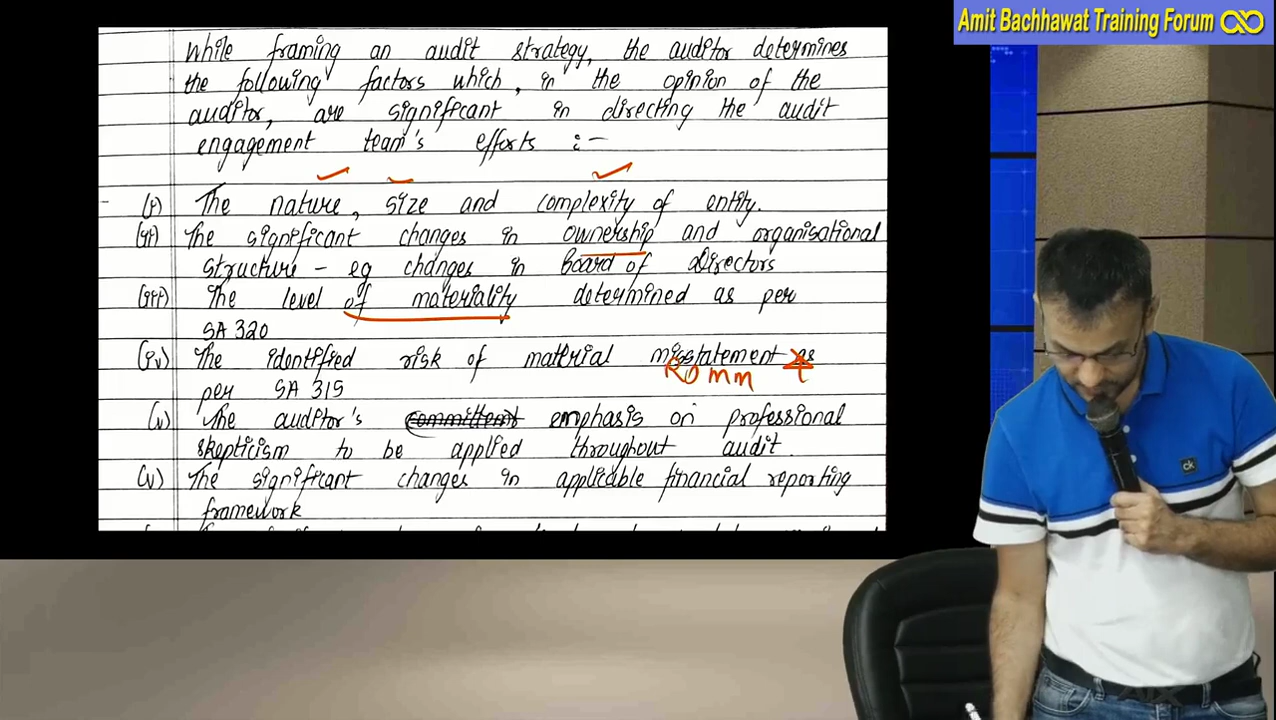 Amit Bachhawat Training Forum
While framing an audit strategy, the auditor determines
the following factors which, in the opinion of the
auditor, are significant in directing the audit
engagement team's efforts :-
(i) The nature, size and complexity of entity.
(ii) The significant changes in ownership and organisational
structure - eg changes in Board of Directors
(iii) The level of materiality determined as per
SA 320
(iv) The identified risk of material misstatement as
ROMM
per SA 315
(v) The auditor's committent emphasis on professional
skepticism to be applied throughout audit.
(v) The significant changes in applicable financial reporting
framework
ck